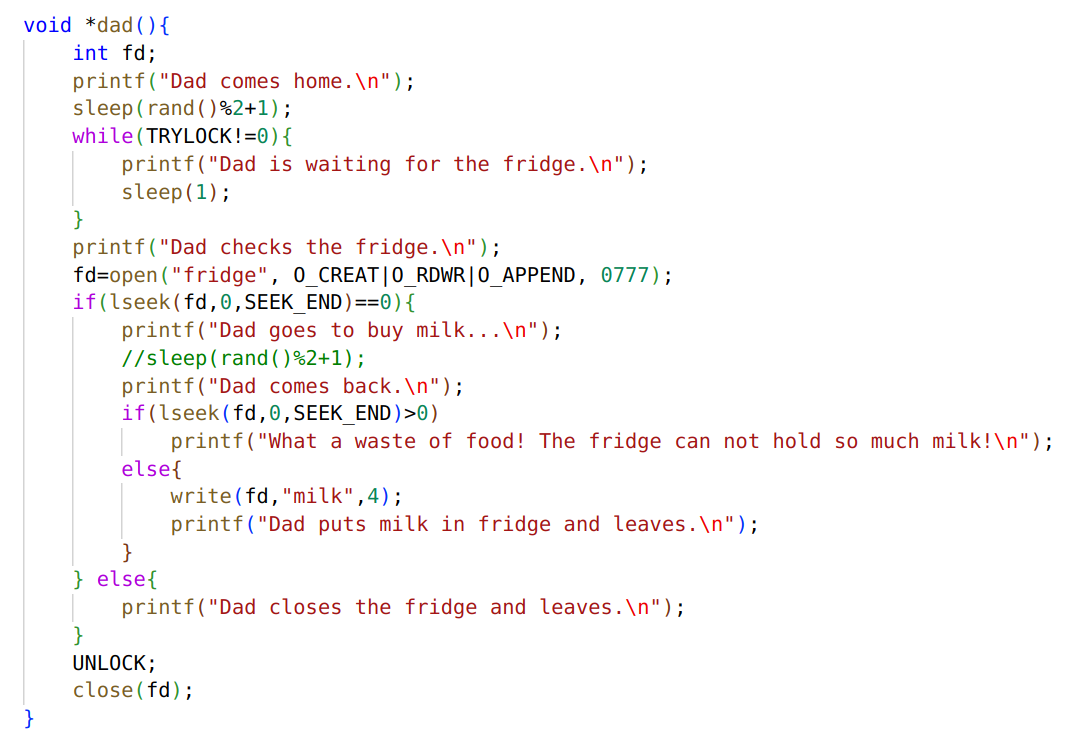 void *dad(){
    int fd;
    printf("Dad comes home.\n");
    sleep(rand()%2+1);
    while(TRYLOCK!=0){
        printf("Dad is waiting for the fridge.\n");
        sleep(1);
    }
    printf("Dad checks the fridge.\n");
    fd=open("fridge", O_CREAT|O_RDWR|O_APPEND, 0777);
    if(lseek(fd,0,SEEK_END)==0){
        printf("Dad goes to buy milk...\n");
        //sleep(rand()%2+1);
        printf("Dad comes back.\n");
        if(lseek(fd,0,SEEK_END)>0)
            printf("What a waste of food! The fridge can not hold so much milk!\n");
        else{
            write(fd,"milk",4);
            printf("Dad puts milk in fridge and leaves.\n");
        }
    } else{
        printf("Dad closes the fridge and leaves.\n");
    }
    UNLOCK;
    close(fd);
}